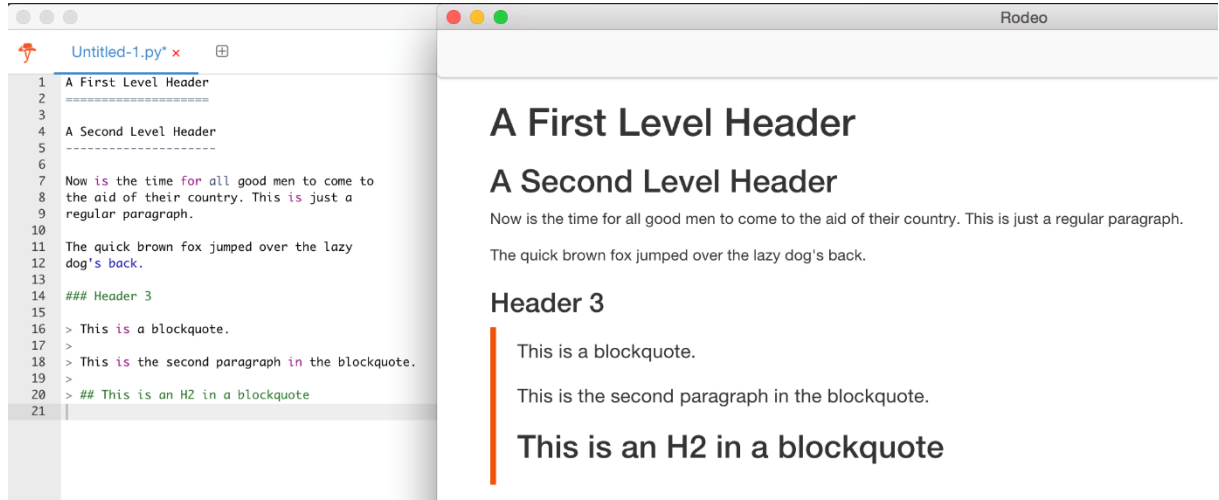 Untitled-1.py* ×
1 A First Level Header
2 ====================
3
4 A Second Level Header
5 ---------------------
6
7 Now is the time for all good men to come to
8 the aid of their country. This is just a
9 regular paragraph.
10
11 The quick brown fox jumped over the lazy
12 dog's back.
13
14 ### Header 3
15
16 > This is a blockquote.
17 >
18 > This is the second paragraph in the blockquote.
19 >
20 > ## This is an H2 in a blockquote
21
Rodeo
A First Level Header
A Second Level Header
Now is the time for all good men to come to the aid of their country. This is just a regular paragraph.
The quick brown fox jumped over the lazy dog's back.
Header 3
This is a blockquote.
This is the second paragraph in the blockquote.
This is an H2 in a blockquote